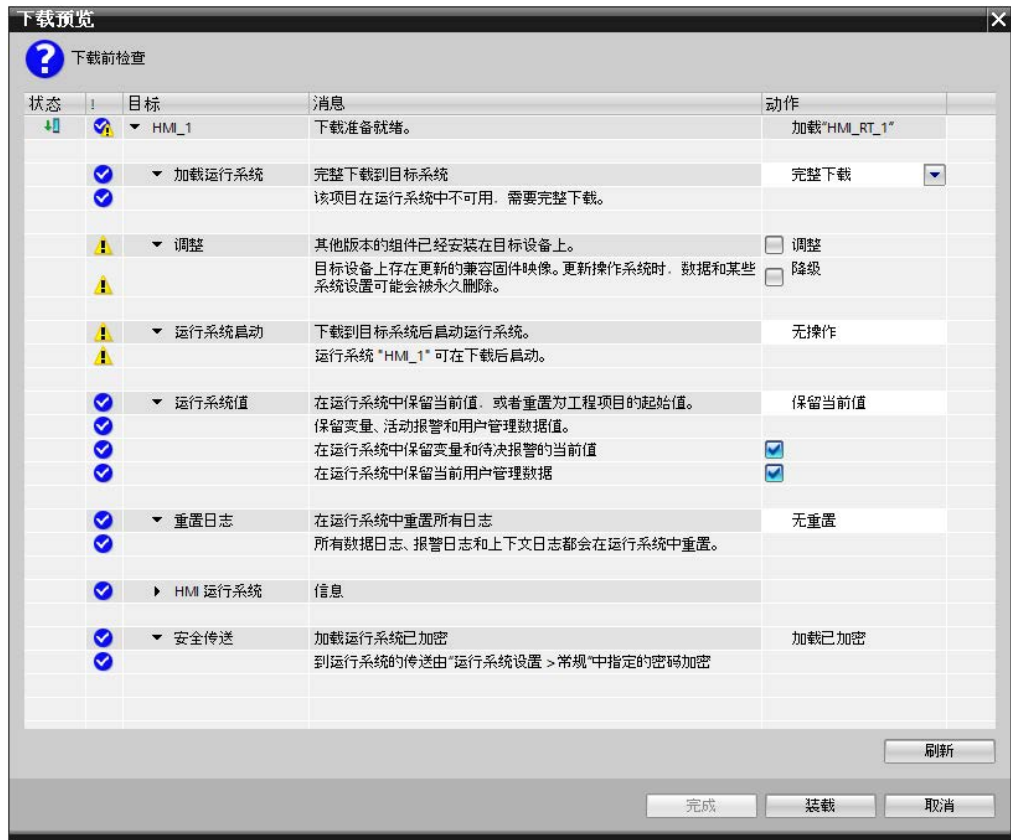 下载预览
下载前检查
状态 ! 目标 消息 动作
HMI_1 下载准备就绪。 加载"HMI_RT_1"
加载运行系统 完整下载到目标系统 完整下载
该项目在运行系统中不可用，需要完整下载。
调整 其他版本的组件已经安装在目标设备上。 调整
目标设备上存在更新的兼容固件映像。更新操作系统时，数据和某些 降级
系统设置可能会被永久删除。
运行系统启动 下载到目标系统后启动运行系统。 无操作
运行系统 "HMI_1" 可在下载后启动。
运行系统值 在运行系统中保留当前值，或者重置为工程项目的起始值。 保留当前值
保留变量、活动报警和用户管理数据值。
在运行系统中保留变量和待决报警的当前值
在运行系统中保留当前用户管理数据
重置日志 在运行系统中重置所有日志 无重置
所有数据日志、报警日志和上下文日志都会在运行系统中重置。
HMI 运行系统 信息
安全传送 加载运行系统已加密 加载已加密
到运行系统的传送由"运行系统设置 > 常规"中指定的密码加密
刷新
完成 装载 取消